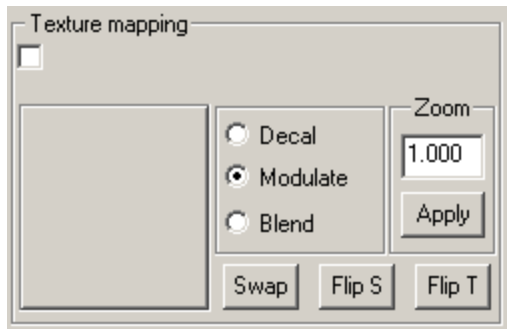 Texture mapping
Zoom
Decal
1.000
Modulate
Apply
Blend
Swap
Flip S
Flip T